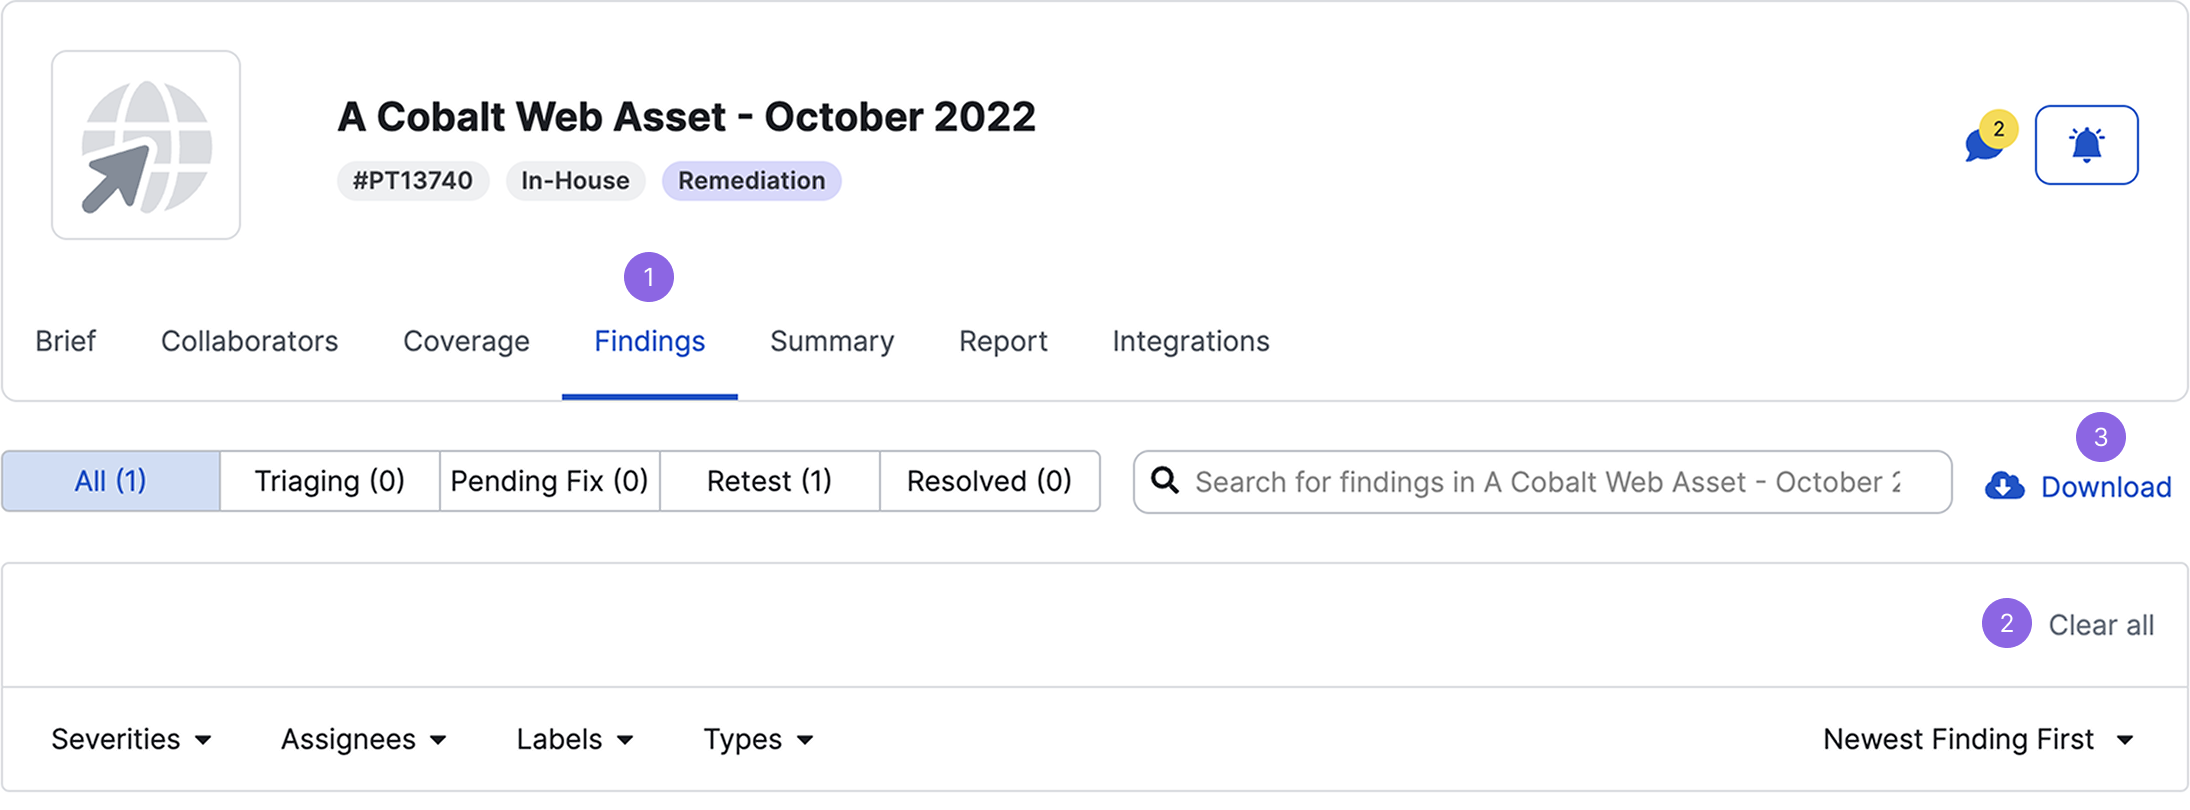 A Cobalt Web Asset - October 2022
2
#PT13740 In-House Remediation
1
Brief Collaborators Coverage Findings Summary Report Integrations
3
All (1) Triaging (0) Pending Fix (0) Retest (1) Resolved (0) Search for findings in A Cobalt Web Asset - October Download
2 Clear all
Severities Assignees Labels Types Newest Finding First